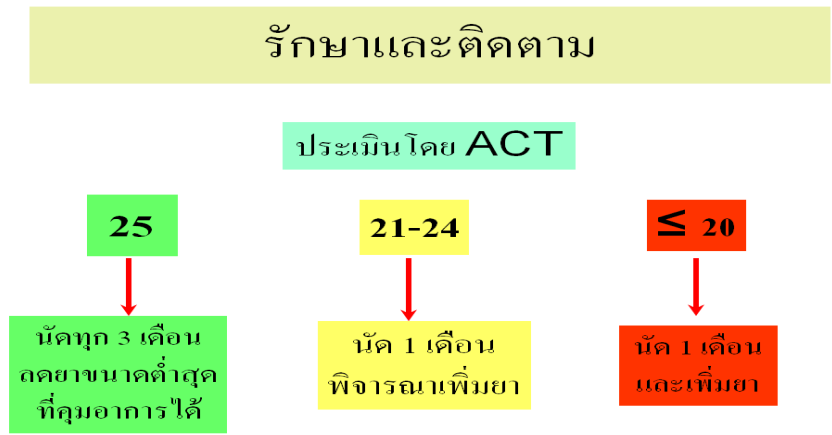 รักษาและติดตาม
ประเมินโดย ACT
25
21-24
≤ 20
นัดทุก 3 เดือน
ลดยาขนาดต่ำสุด
ที่คุมอาการได้
นัด 1 เดือน
พิจารณาเพิ่มยา
นัด 1 เดือน
และเพิ่มยา